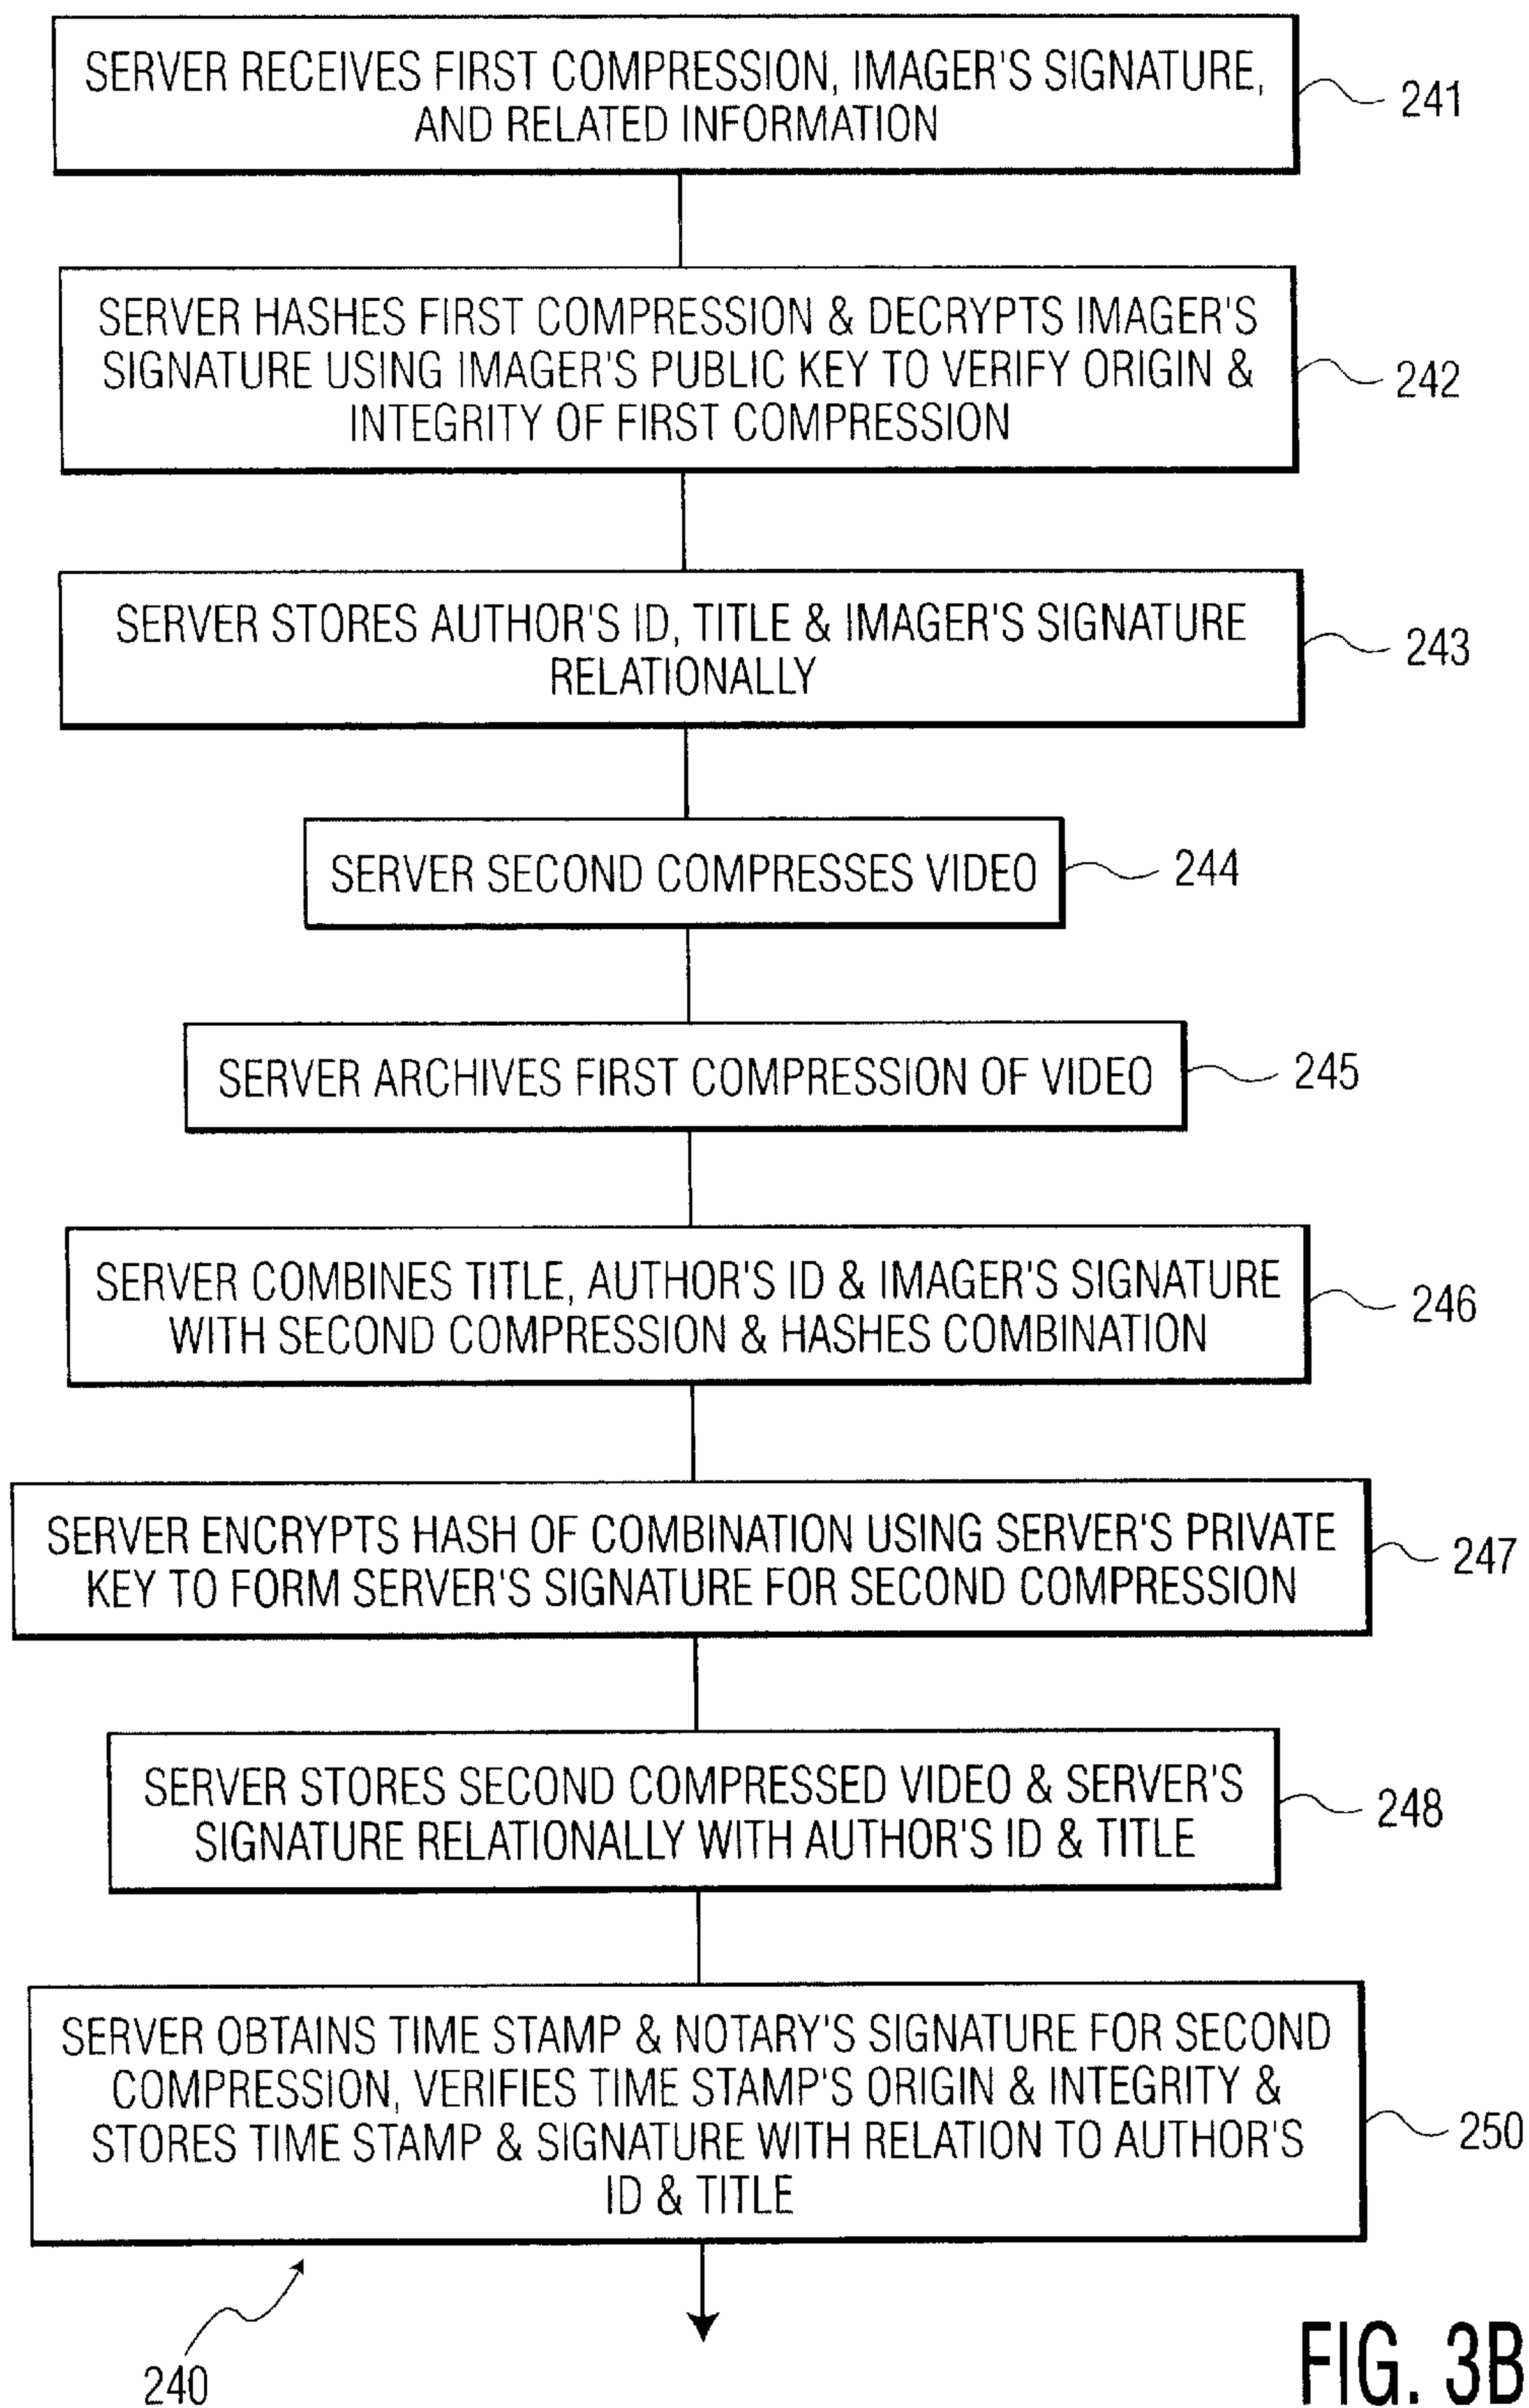 SERVER RECEIVES FIRST COMPRESSION, IMAGER'S SIGNATURE,
AND RELATED INFORMATION
241
SERVER HASHES FIRST COMPRESSION & DECRYPTS IMAGER'S
SIGNATURE USING IMAGER'S PUBLIC KEY TO VERIFY ORIGIN &
INTEGRITY OF FIRST COMPRESSION
242
SERVER STORES AUTHOR'S ID, TITLE & IMAGER'S SIGNATURE
RELATIONALLY
243
SERVER SECOND COMPRESSES VIDEO
244
SERVER ARCHIVES FIRST COMPRESSION OF VIDEO
245
SERVER COMBINES TITLE, AUTHOR'S ID & IMAGER'S SIGNATURE
WITH SECOND COMPRESSION & HASHES COMBINATION
246
SERVER ENCRYPTS HASH OF COMBINATION USING SERVER'S PRIVATE
KEY TO FORM SERVER'S SIGNATURE FOR SECOND COMPRESSION
247
SERVER STORES SECOND COMPRESSED VIDEO & SERVER'S
SIGNATURE RELATIONALLY WITH AUTHOR'S ID & TITLE
248
SERVER OBTAINS TIME STAMP & NOTARY'S SIGNATURE FOR SECOND
COMPRESSION, VERIFIES TIME STAMP'S ORIGIN & INTEGRITY &
STORES TIME STAMP & SIGNATURE WITH RELATION TO AUTHOR'S
ID & TITLE
250
240
FIG. 3B